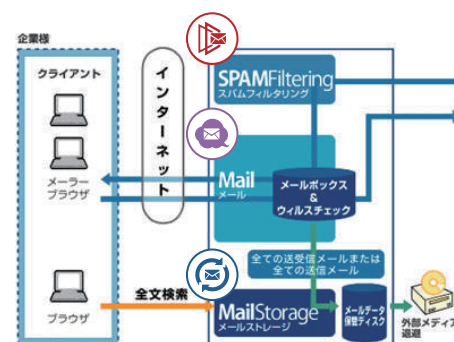 企業様
クライアント
メーラー
ブラウザ
ブラウザ
インターネット
全文検索
SPAMFiltering
スパムフィルタリング
Mail
メール
メールボックス
&
ウィルスチェック
全ての送受信メールまたは
全ての送信メール
MailStorage
メールストレージ
メールデータ
保管ディスク
外部メディア
退避